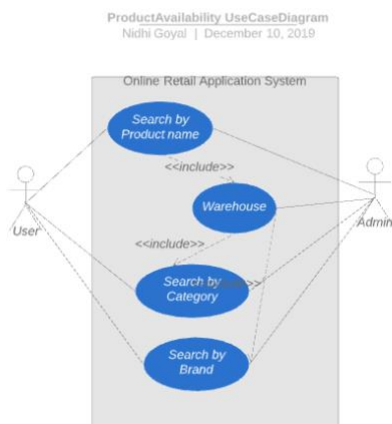 ProductAvailability UseCaseDiagram
Nidhi Goyal | December 10, 2019
Online Retail Application System
Search by
Product name
<<include>>
Warehouse
User
Admin
<<include>>
Search by
Category
Search by
Brand